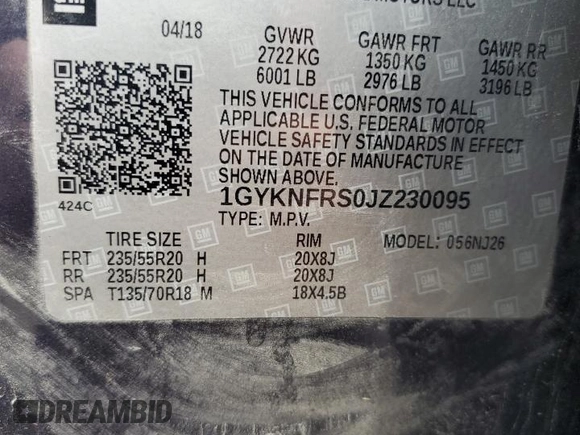 GM
MOTORS LLC
04/18 GVWR GAWR FRT GAWR RR
2722 KG 1350 KG 1450 KG
6001 LB 2976 LB 3196 LB
THIS VEHICLE CONFORMS TO ALL
APPLICABLE U.S. FEDERAL MOTOR
VEHICLE SAFETY STANDARDS IN EFFECT
ON THE DATE OF MANUFACTURE
SHOWN ABOVE.
424C 1GYKNFRS0JZ230095
TYPE: M.P.V.
TIRE SIZE RIM MODEL: 056NJ26
FRT 235/55R20 H 20X8J
RR 235/55R20 H 20X8J
SPA T135/70R18 M 18X4.5B
DREAMBID